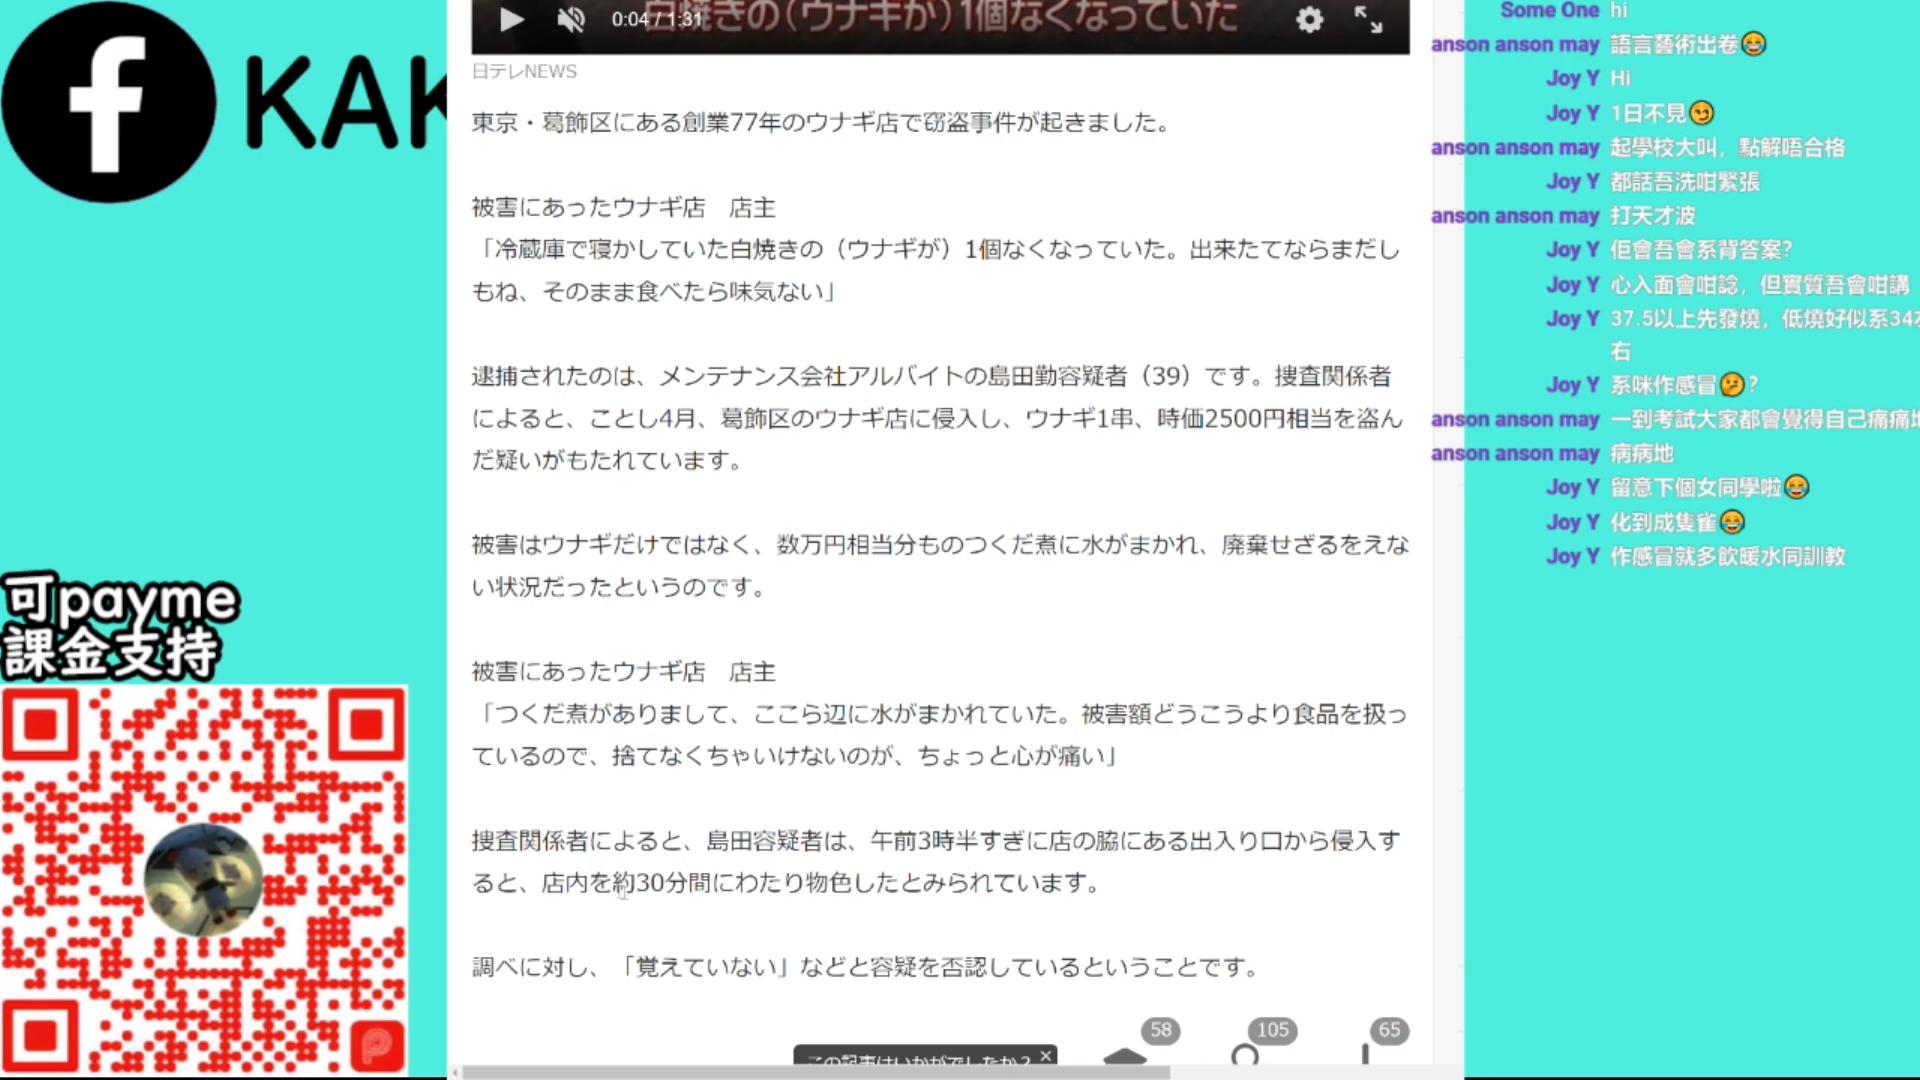 KAK
可payme
課金支持
0:04 / 1:31
白焼きの(ウナギが)1個なくなっていた
日テレNEWS
東京・葛飾区にある創業77年のウナギ店で窃盗事件が起きました。
被害にあったウナギ店　店主
「冷蔵庫で寝かしていた白焼きの（ウナギが）1個なくなっていた。出来たてならまだし
もね、そのまま食べたら味気ない」
逮捕されたのは、メンテナンス会社アルバイトの島田勤容疑者（39）です。捜査関係者
によると、ことし4月、葛飾区のウナギ店に侵入し、ウナギ1串、時価2500円相当を盗ん
だ疑いがもたれています。
被害はウナギだけではなく、数万円相当分ものつくだ煮に水がまかれ、廃棄せざるをえな
い状況だったというのです。
被害にあったウナギ店　店主
「つくだ煮がありまして、ここら辺に水がまかれていた。被害額どうこうより食品を扱っ
ているので、捨てなくちゃいけないのが、ちょっと心が痛い」
捜査関係者によると、島田容疑者は、午前3時半すぎに店の脇にある出入り口から侵入す
ると、店内を約30分間にわたり物色したとみられています。
調べに対し、「覚えていない」などと容疑を否認しているということです。
58 105 65
この記事はいかがでしたか？ ×
Some One hi
anson anson may 語言藝術出卷😂
Joy Y Hi
Joy Y 1日不見😏
anson anson may 起學校大叫，點解唔合格
Joy Y 都話吾洗咁緊張
anson anson may 打天才波
Joy Y 佢會吾會系背答案?
Joy Y 心入面會咁諗，但實質吾會咁講
Joy Y 37.5以上先發燒，低燒好似系34左
右
Joy Y 系咪作感冒🤔?
anson anson may 一到考試大家都會覺得自己痛痛地
anson anson may 病病地
Joy Y 留意下個女同學啦😂
Joy Y 化到成隻雀😂
Joy Y 作感冒就多飲暖水同訓教